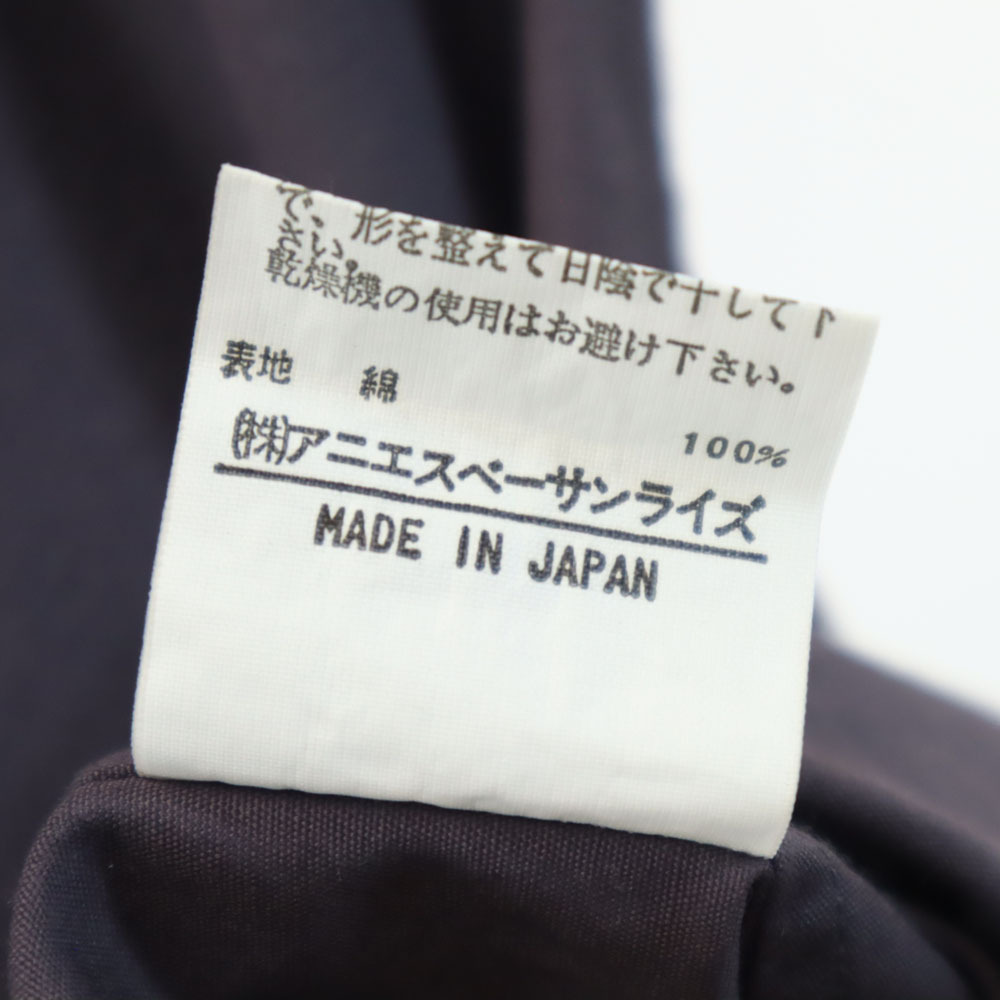 で、形を整えて日陰で干して下
さい。
乾燥機の使用はお避け下さい。
表地 綿 100%
(株)アニエスベーサンライズ
MADE IN JAPAN